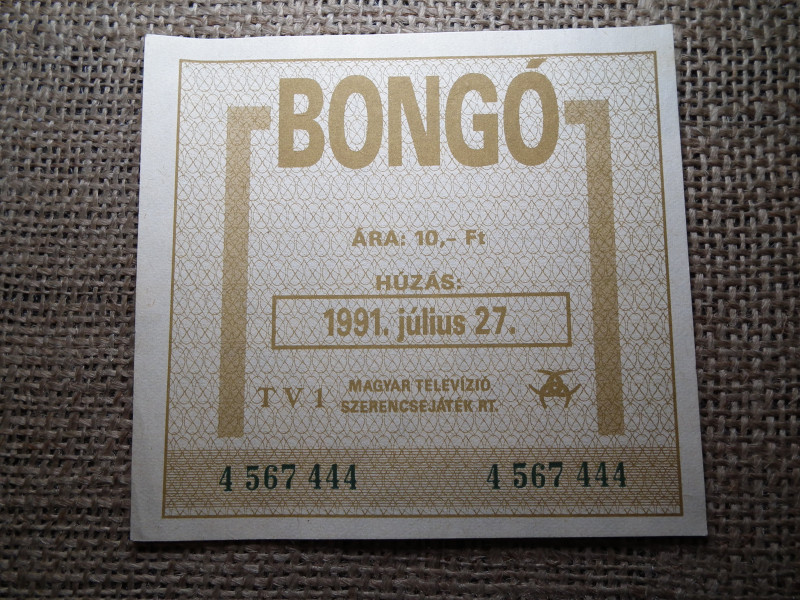 BONGÓ
ÁRA: 10,- Ft
HÚZÁS:
1991. július 27.
TV1 MAGYAR TELEVÍZIÓ
SZERENCSEJÁTÉK RT.
4 567 444 4 567 444